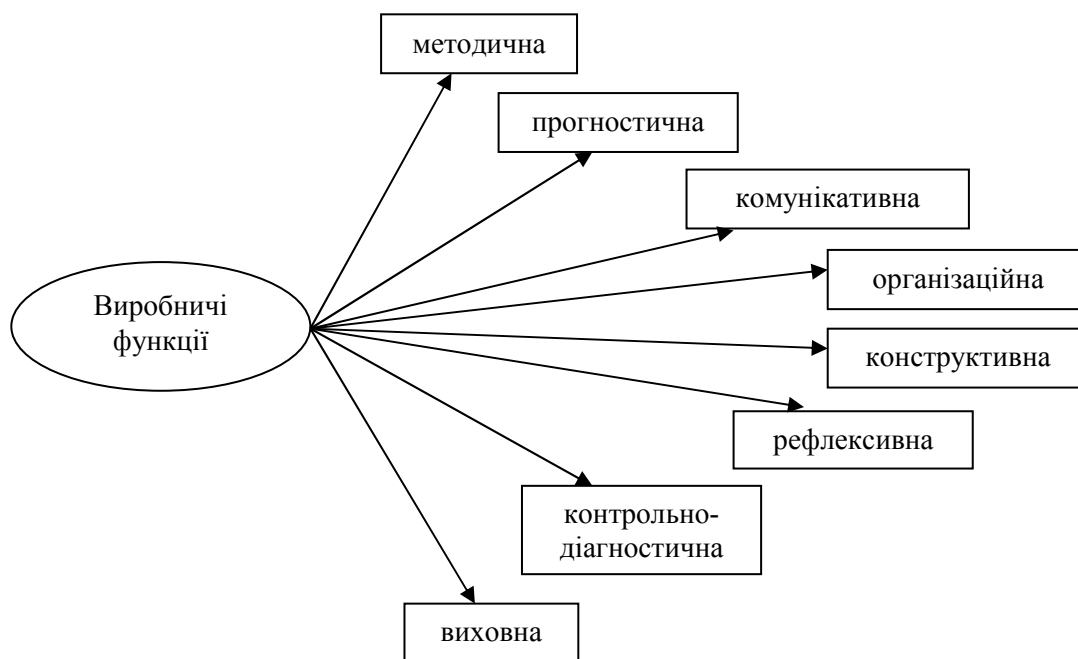 методична
прогностична
комунікативна
організаційна
Виробничі
функції
конструктивна
рефлексивна
контрольно-
діагностична
виховна